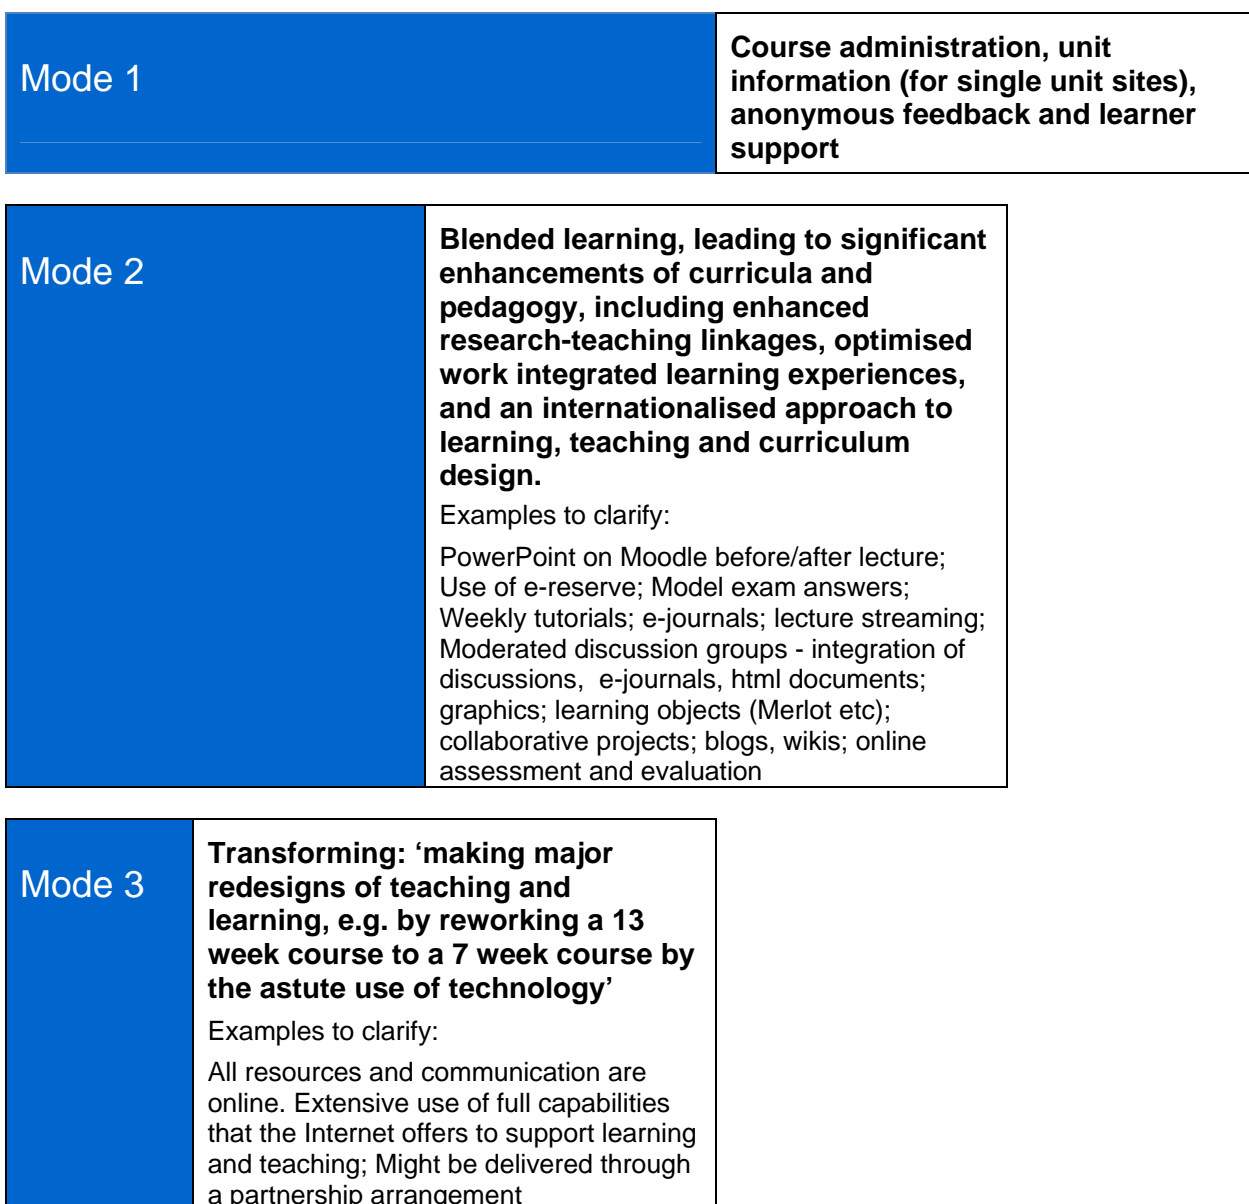 Mode 1
Course administration, unit
information (for single unit sites),
anonymous feedback and learner
support
Mode 2
Blended learning, leading to significant
enhancements of curricula and
pedagogy, including enhanced
research-teaching linkages, optimised
work integrated learning experiences,
and an internationalised approach to
learning, teaching and curriculum
design.
Examples to clarify:
PowerPoint on Moodle before/after lecture;
Use of e-reserve; Model exam answers;
Weekly tutorials; e-journals; lecture streaming;
Moderated discussion groups - integration of
discussions,  e-journals, html documents;
graphics; learning objects (Merlot etc);
collaborative projects; blogs, wikis; online
assessment and evaluation
Mode 3
Transforming: ‘making major
redesigns of teaching and
learning, e.g. by reworking a 13
week course to a 7 week course by
the astute use of technology’
Examples to clarify:
All resources and communication are
online. Extensive use of full capabilities
that the Internet offers to support learning
and teaching; Might be delivered through
a partnership arrangement